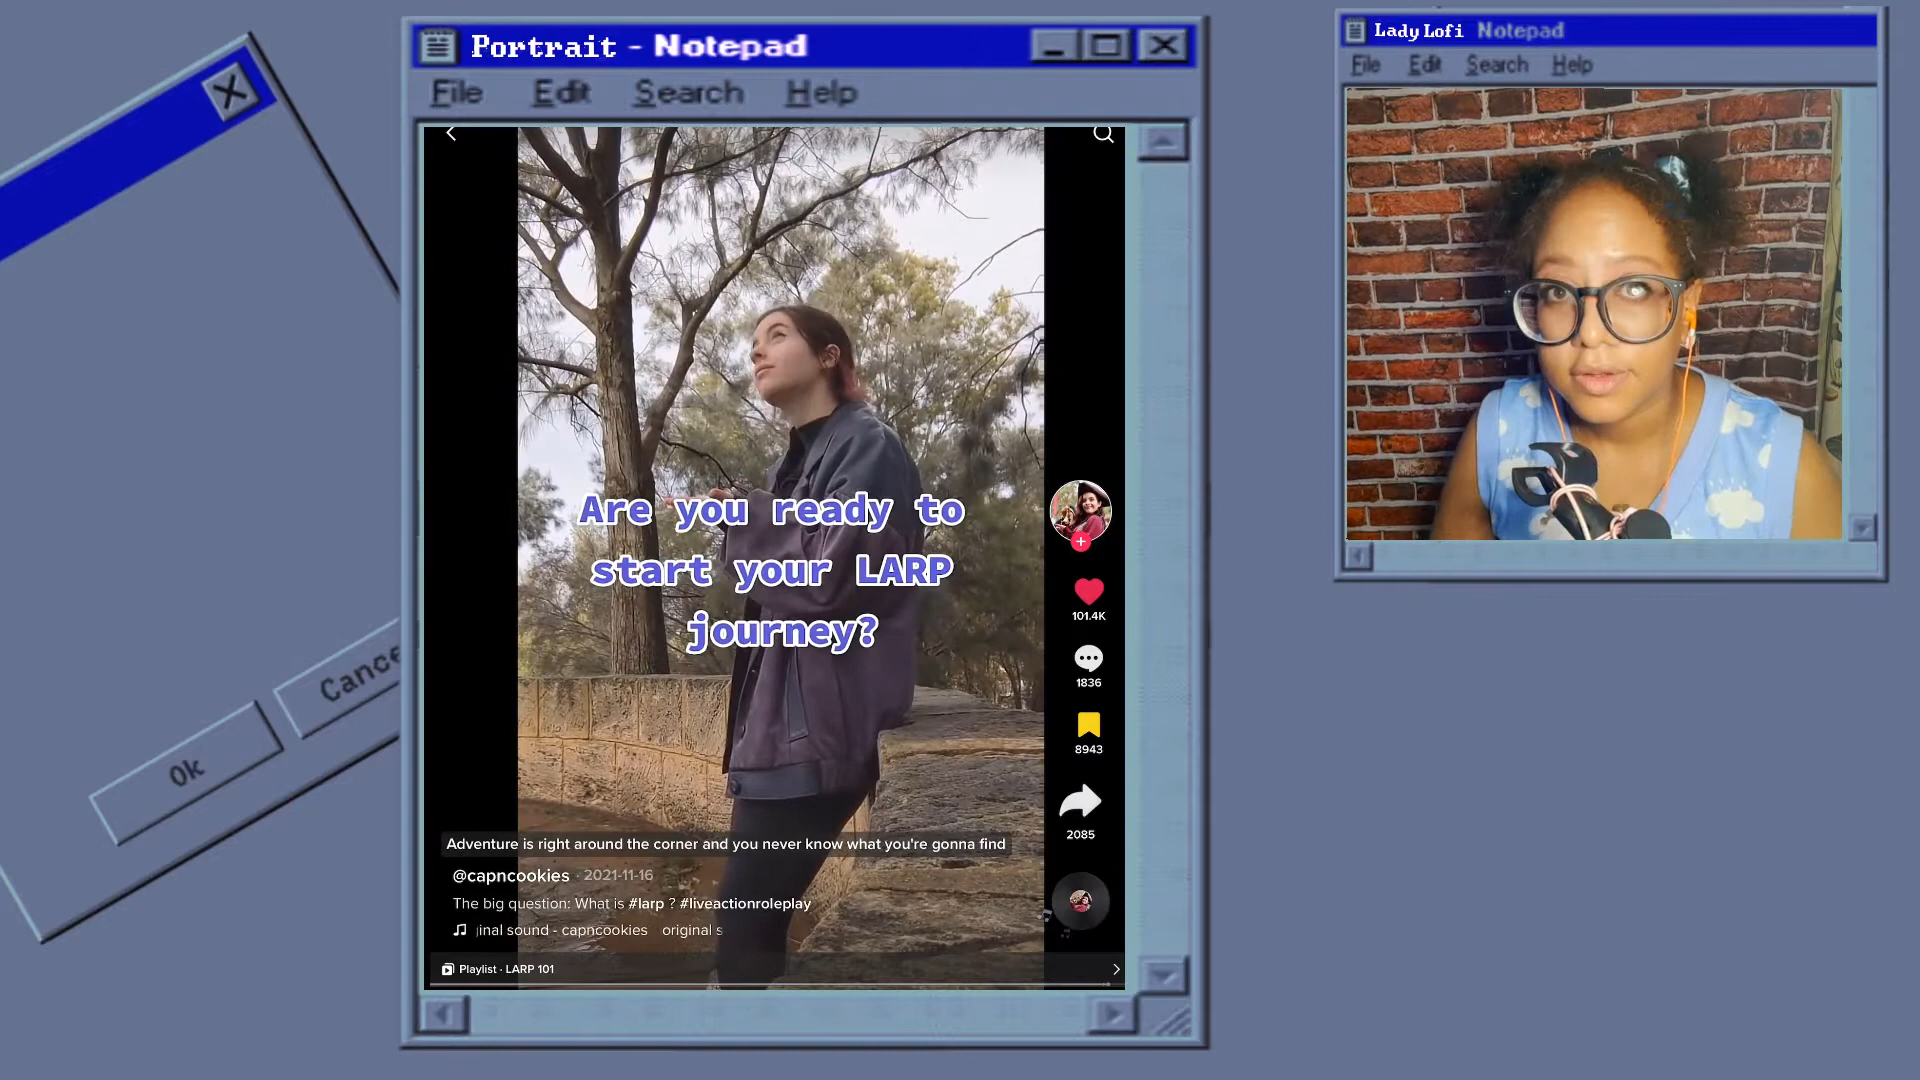 Portrait - Notepad
File Edit Search Help
Are you ready to
start your LARP
journey?
101.4K
1836
8943
2085
Adventure is right around the corner and you never know what you're gonna find
@capncookies · 2021-11-16
The big question: What is #larp ? #liveactionroleplay
inal sound - capncookies original s
Playlist · LARP 101
Ok
Cance
Lady Lofi Notepad
File Edit Search Help